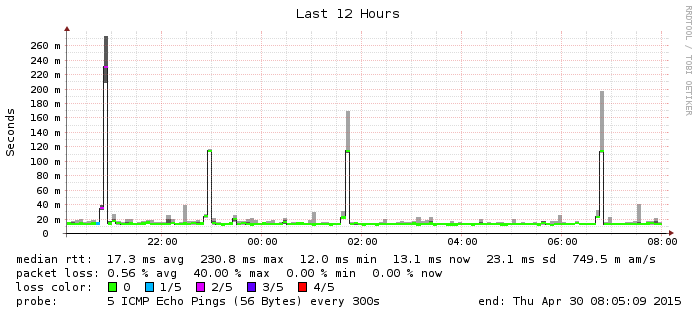 Last 12 Hours
RRDTOOL / TOBI OETIKER
Seconds
260 m
240 m
220 m
200 m
180 m
160 m
140 m
120 m
100 m
80 m
60 m
40 m
20 m
0
22:00 00:00 02:00 04:00 06:00 08:00
median rtt: 17.3 ms avg 230.8 ms max 12.0 ms min 13.1 ms now 23.1 ms sd 749.5 m am/s
packet loss: 0.56 % avg 40.00 % max 0.00 % min 0.00 % now
loss color: 0 1/5 2/5 3/5 4/5
probe: 5 ICMP Echo Pings (56 Bytes) every 300s end: Thu Apr 30 08:05:09 2015